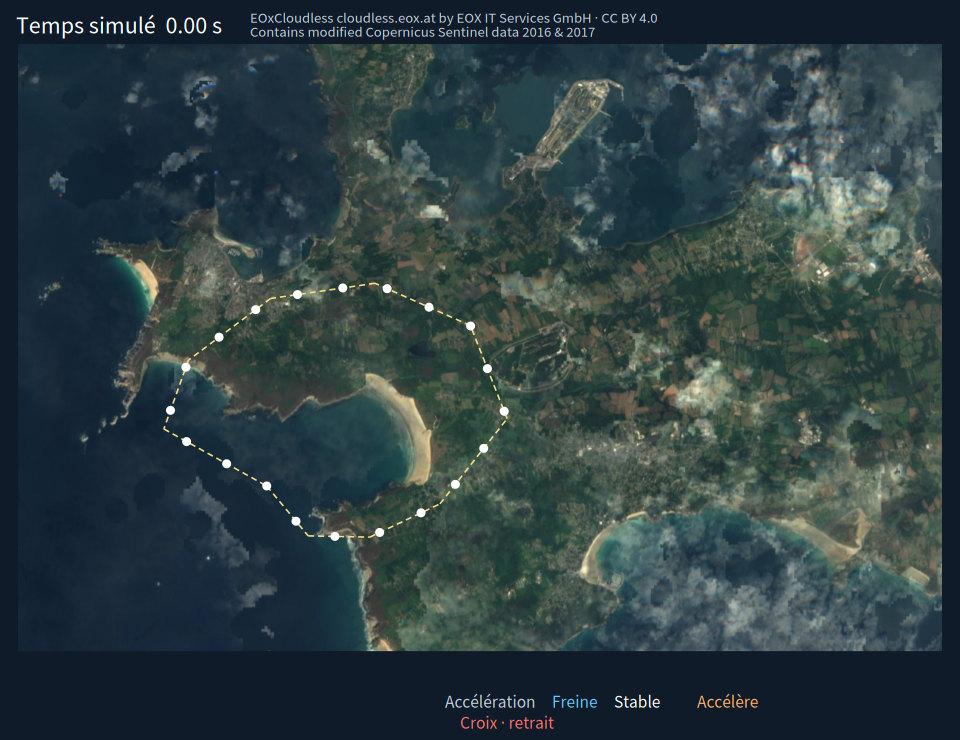 Temps simulé 0.00 s
EOxCloudless cloudless.eox.at by EOX IT Services GmbH · CC BY 4.0
Contains modified Copernicus Sentinel data 2016 & 2017
Accélération Freine Stable Accélère
Croix · retrait